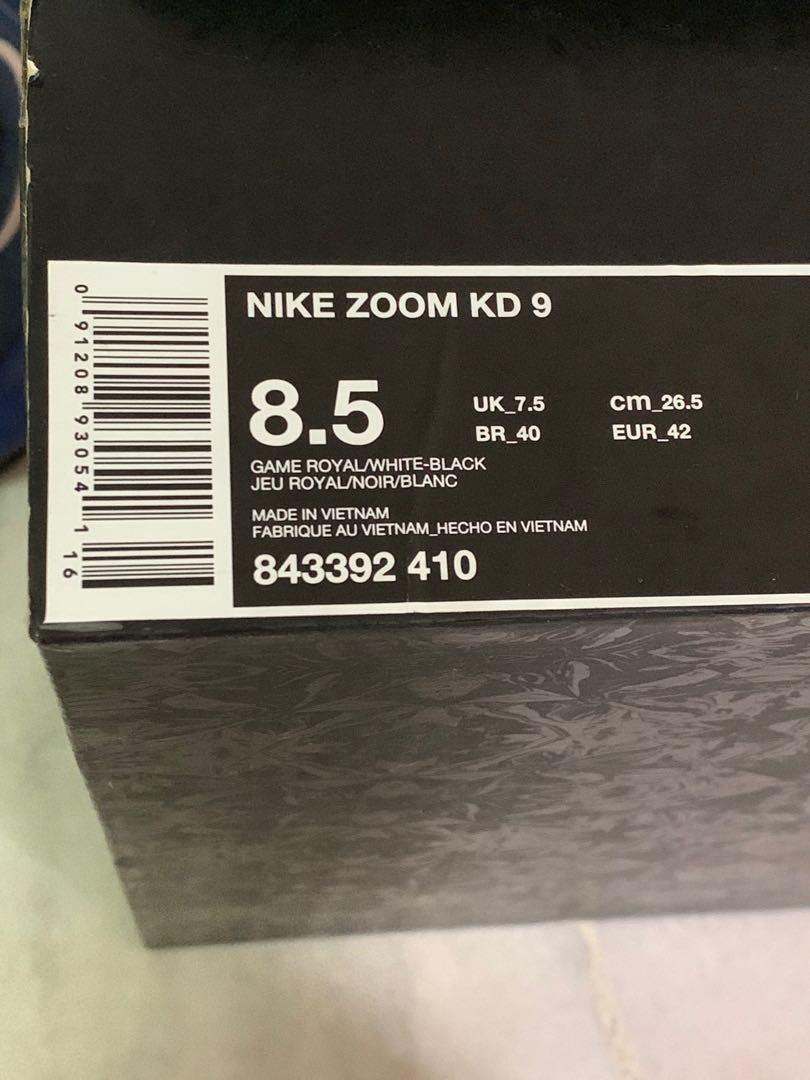 NIKE ZOOM KD 9
8.5
UK_7.5 cm_26.5
BR_40 EUR_42
GAME ROYAL/WHITE-BLACK
JEU ROYAL/NOIR/BLANC
MADE IN VIETNAM
FABRIQUE AU VIETNAM_HECHO EN VIETNAM
843392 410
0 91208 93054 1 16